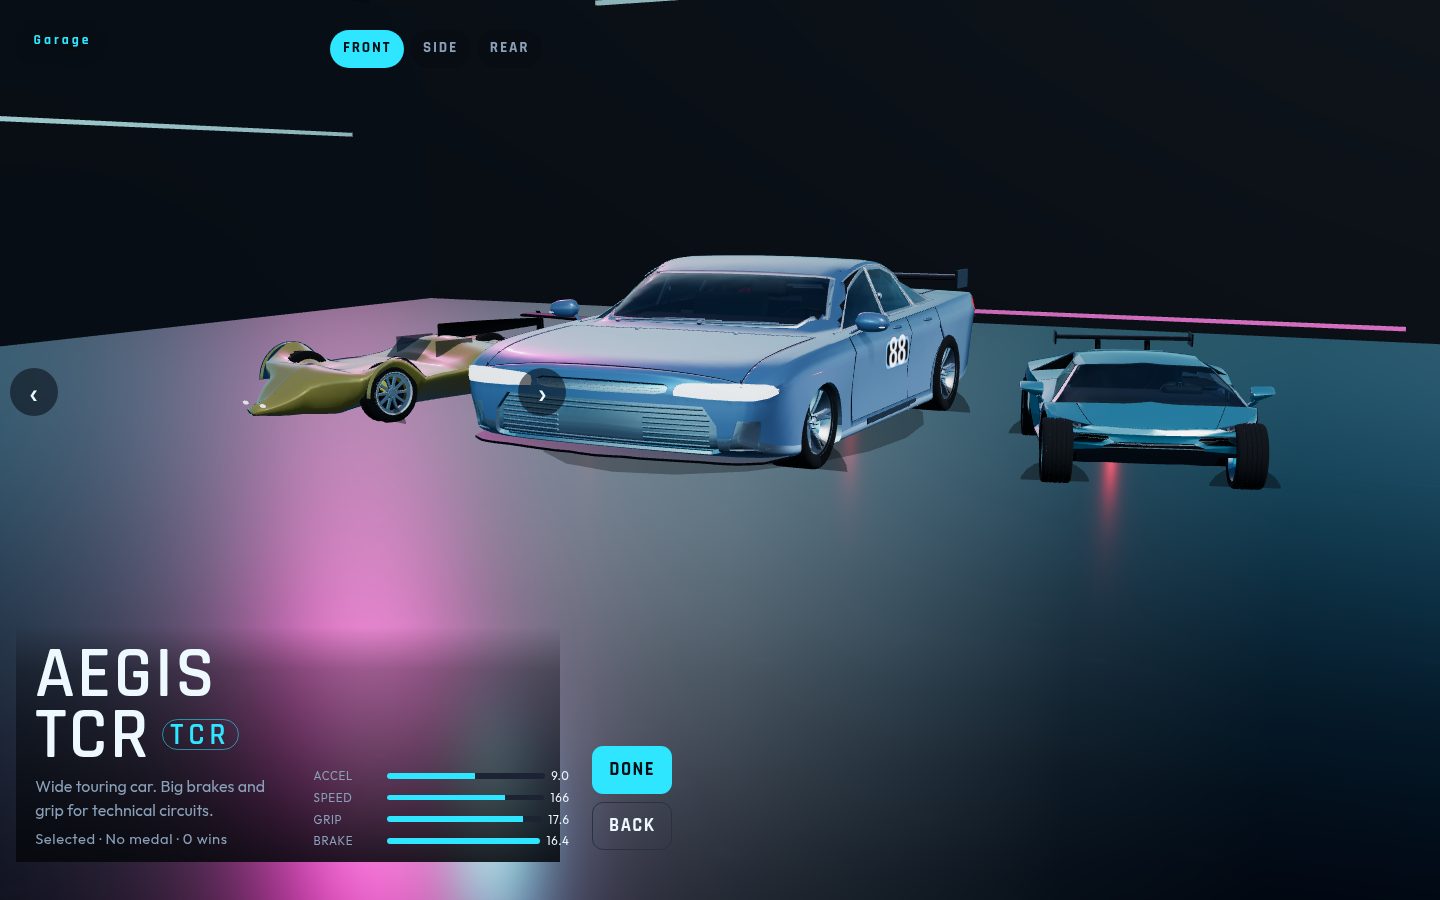 Garage
FRONT SIDE REAR
88
‹ ›
AEGIS
TCR TCR
Wide touring car. Big brakes and
grip for technical circuits.
Selected · No medal · 0 wins
ACCEL 9.0
SPEED 166
GRIP 17.6
BRAKE 16.4
DONE
BACK